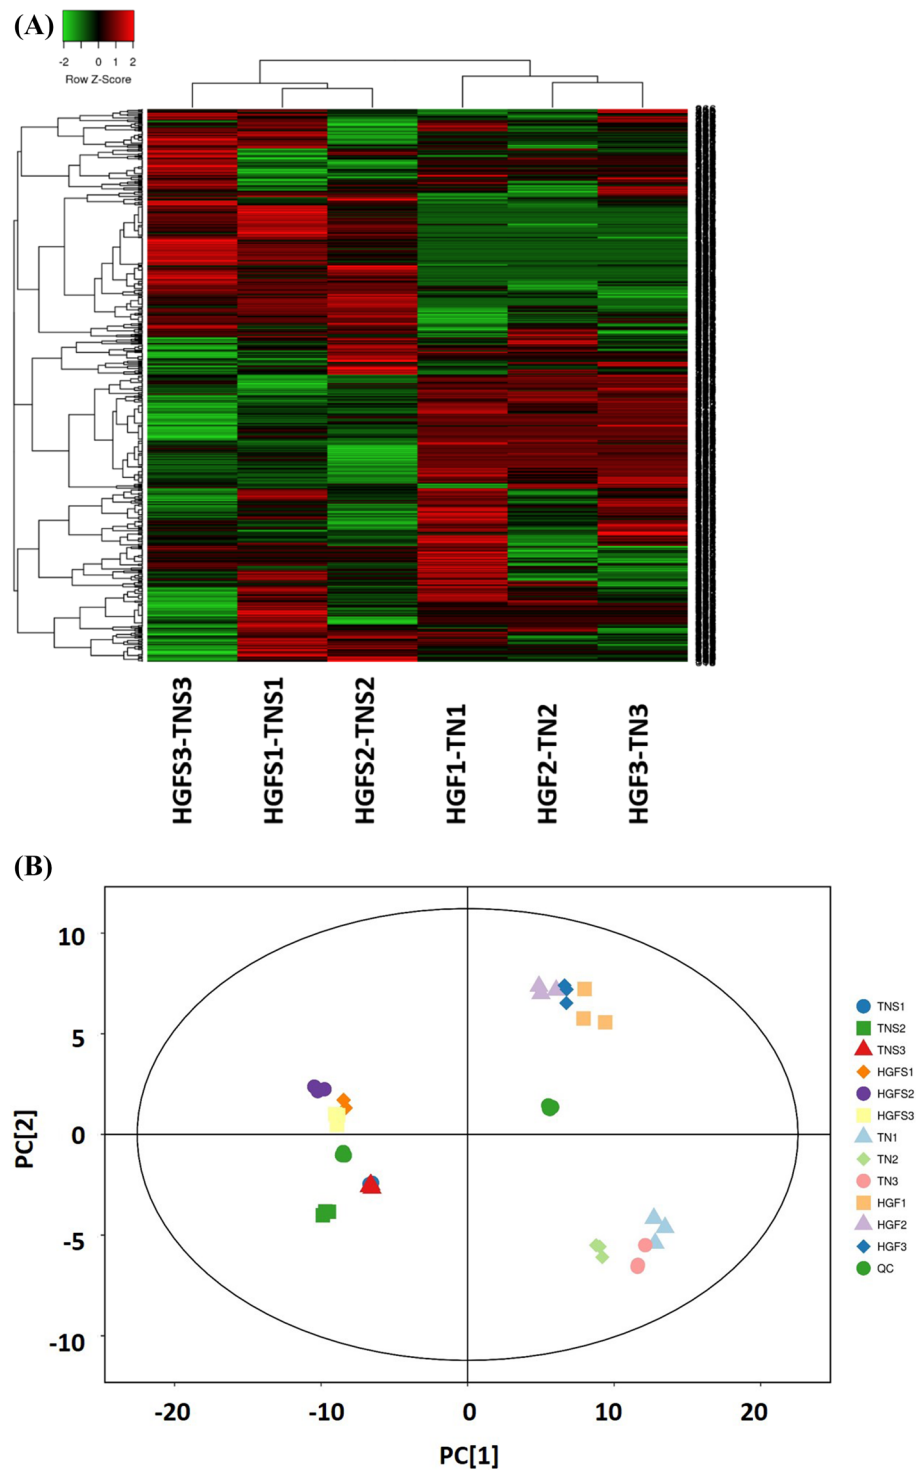 (A)
-2 0 1 2
Row Z-Score
HGFS3-TNS3
HGFS1-TNS1
HGFS2-TNS2
HGF1-TN1
HGF2-TN2
HGF3-TN3
(B)
10
5
0
-5
-10
PC[2]
-20 -10 0 10 20
PC[1]
TNS1
TNS2
TNS3
HGFS1
HGFS2
HGFS3
TN1
TN2
TN3
HGF1
HGF2
HGF3
QC